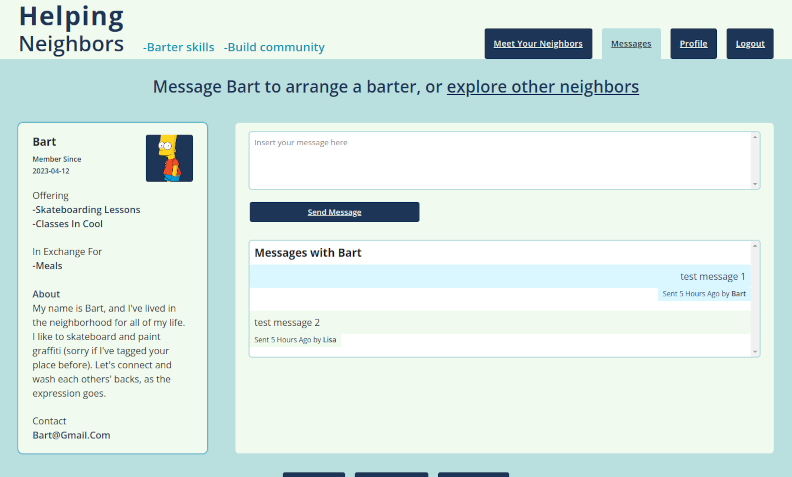 Helping
Neighbors
-Barter skills -Build community
Meet Your Neighbors
Messages
Profile
Logout
Message Bart to arrange a barter, or explore other neighbors
Bart
Member Since
2023-04-12
Offering
-Skateboarding Lessons
-Classes In Cool
In Exchange For
-Meals
About
My name is Bart, and I've lived in
the neighborhood for all of my life.
I like to skateboard and paint
graffiti (sorry if I've tagged your
place before). Let's connect and
wash each others' backs, as the
expression goes.
Contact
Bart@Gmail.Com
Insert your message here
Send Message
Messages with Bart
test message 1
Sent 5 Hours Ago by Bart
test message 2
Sent 5 Hours Ago by Lisa